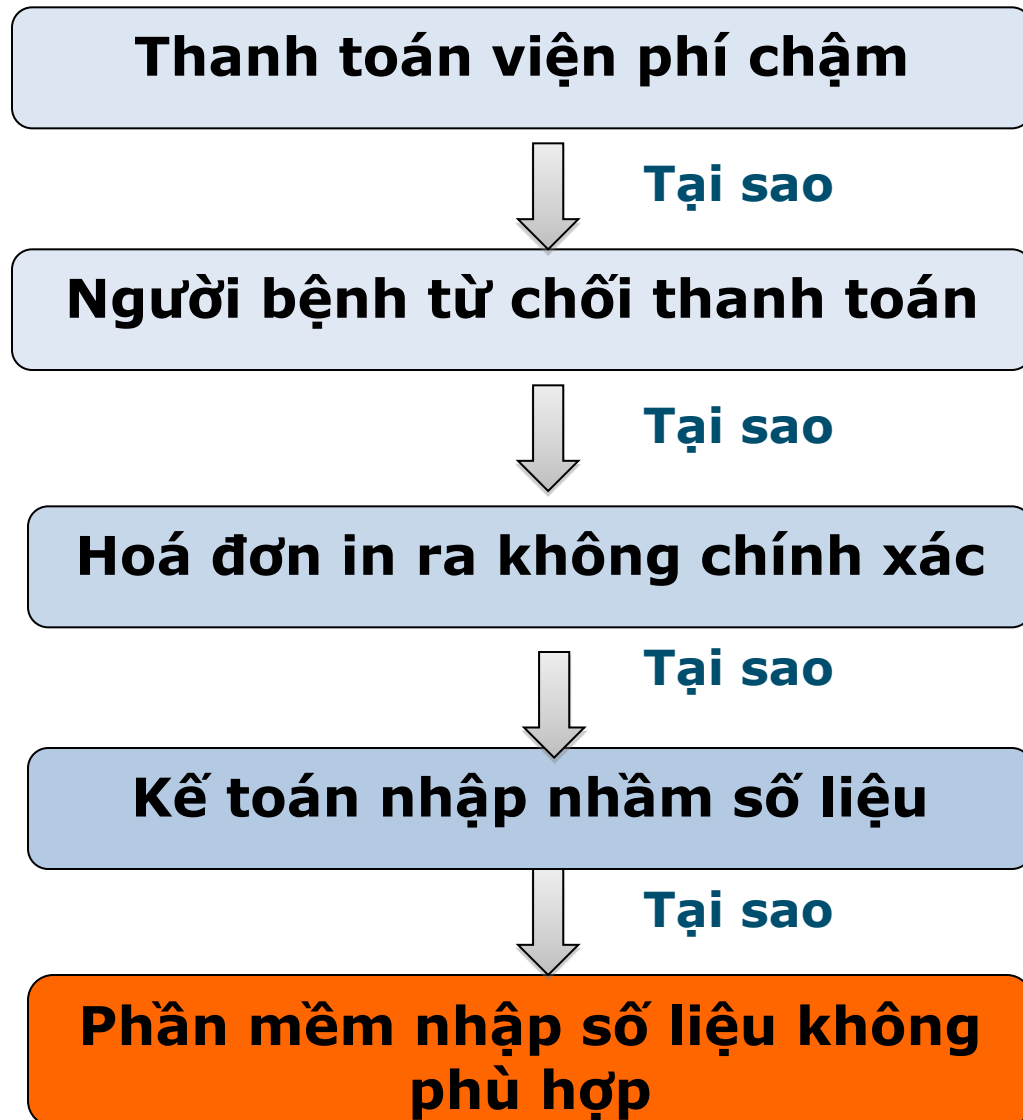 Thanh toán viện phí chậm
Tại sao
Người bệnh từ chối thanh toán
Tại sao
Hoá đơn in ra không chính xác
Tại sao
Kế toán nhập nhầm số liệu
Tại sao
Phần mềm nhập số liệu không
phù hợp